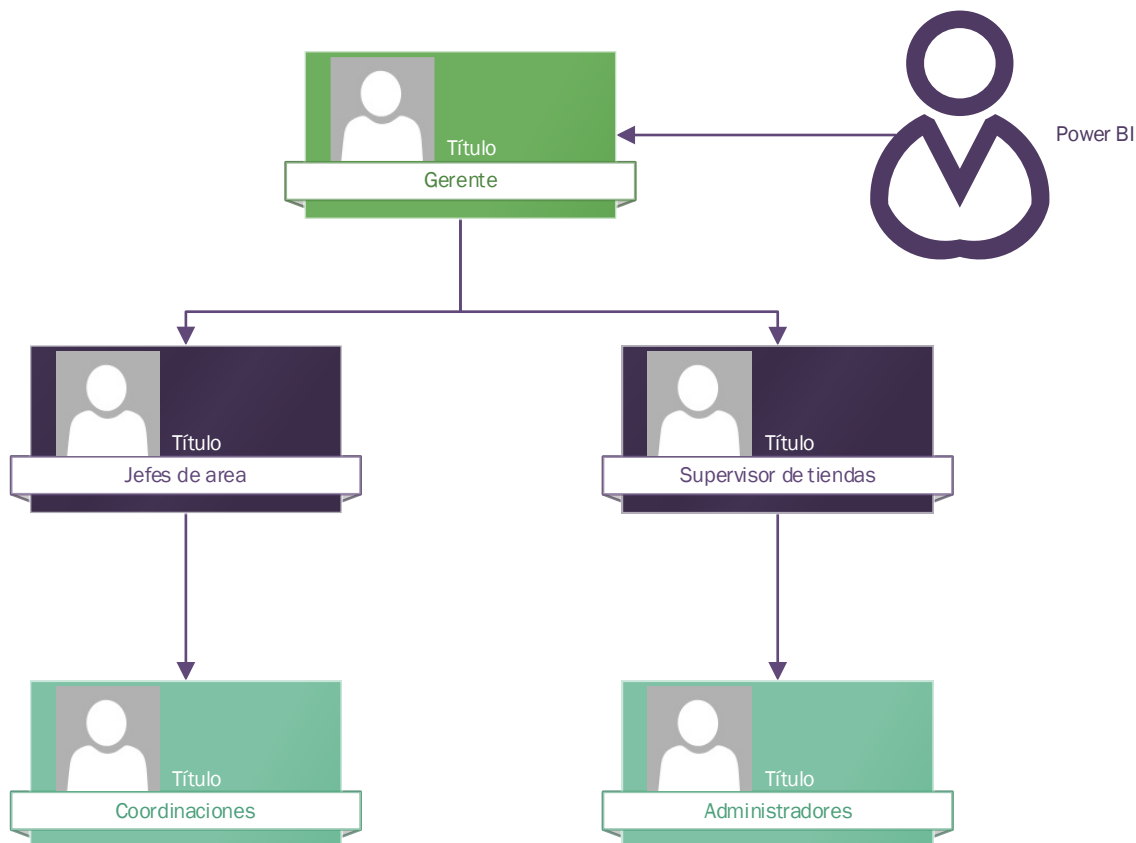 Título
Gerente
Power BI
Título
Jefes de area
Título
Supervisor de tiendas
Título
Coordinaciones
Título
Administradores